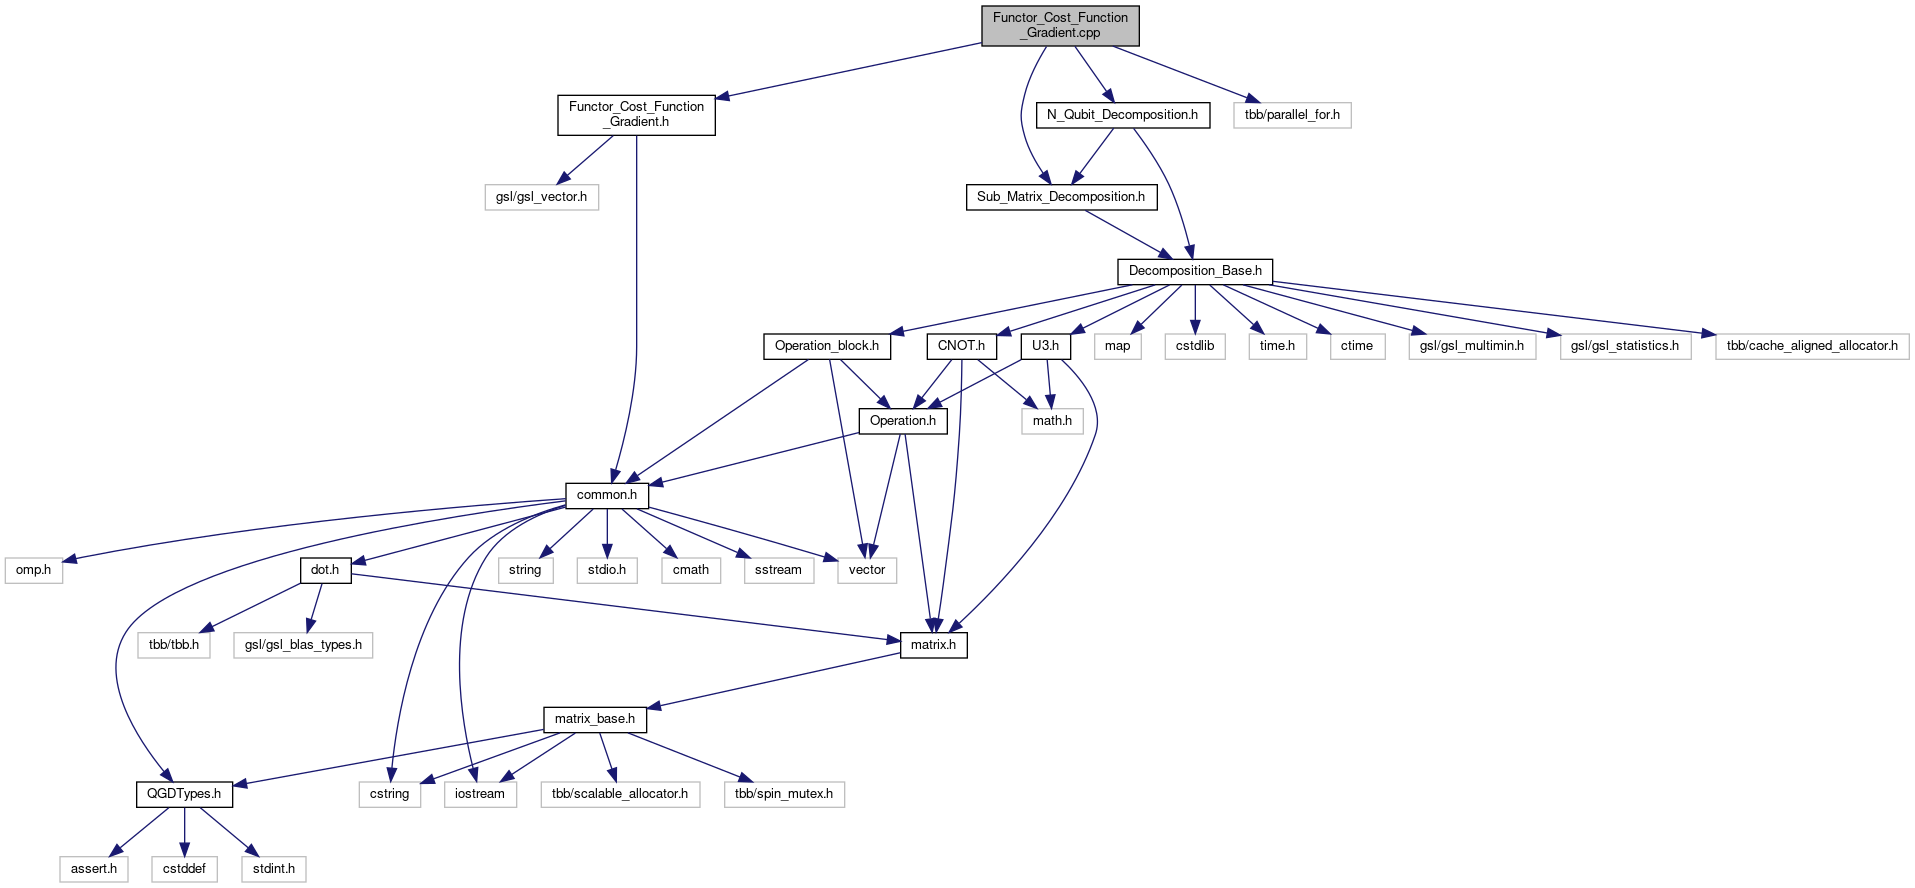 Functor_Cost_Function
_Gradient.cpp
Functor_Cost_Function
_Gradient.h
N_Qubit_Decomposition.h
tbb/parallel_for.h
gsl/gsl_vector.h
Sub_Matrix_Decomposition.h
Decomposition_Base.h
Operation_block.h
CNOT.h
U3.h
map
cstdlib
time.h
ctime
gsl/gsl_multimin.h
gsl/gsl_statistics.h
tbb/cache_aligned_allocator.h
Operation.h
math.h
common.h
omp.h
dot.h
string
stdio.h
cmath
sstream
vector
tbb/tbb.h
gsl/gsl_blas_types.h
matrix.h
matrix_base.h
QGDTypes.h
cstring
iostream
tbb/scalable_allocator.h
tbb/spin_mutex.h
assert.h
cstddef
stdint.h